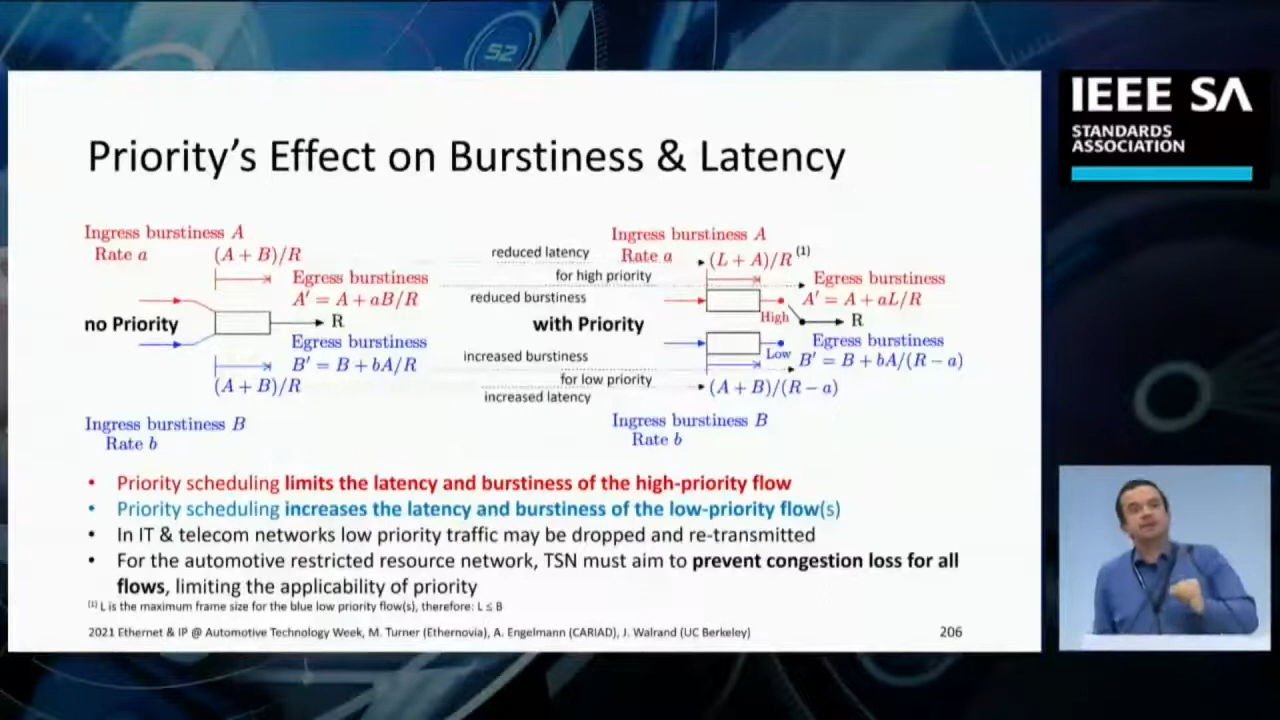 52
IEEE SA
STANDARDS
ASSOCIATION
Priority's Effect on Burstiness & Latency
Ingress burstiness A
Rate a
(A + B)/R
Egress burstiness
A′ = A + aB/R
no Priority
R
Egress burstiness
B′ = B + bA/R
(A + B)/R
Ingress burstiness B
Rate b
reduced latency
for high priority
reduced burstiness
with Priority
increased burstiness
for low priority
increased latency
Ingress burstiness A
Rate a
(L + A)/R (1)
Egress burstiness
A′ = A + aL/R
High
R
Egress burstiness
Low
B′ = B + bA/(R − a)
(A + B)/(R − a)
Ingress burstiness B
Rate b
• Priority scheduling limits the latency and burstiness of the high-priority flow
• Priority scheduling increases the latency and burstiness of the low-priority flow(s)
• In IT & telecom networks low priority traffic may be dropped and re-transmitted
• For the automotive restricted resource network, TSN must aim to prevent congestion loss for all
flows, limiting the applicability of priority
(1) L is the maximum frame size for the blue low priority flow(s), therefore: L ≤ B
2021 Ethernet & IP @ Automotive Technology Week, M. Turner (Ethernovia), A. Engelmann (CARIAD), J. Walrand (UC Berkeley)
206